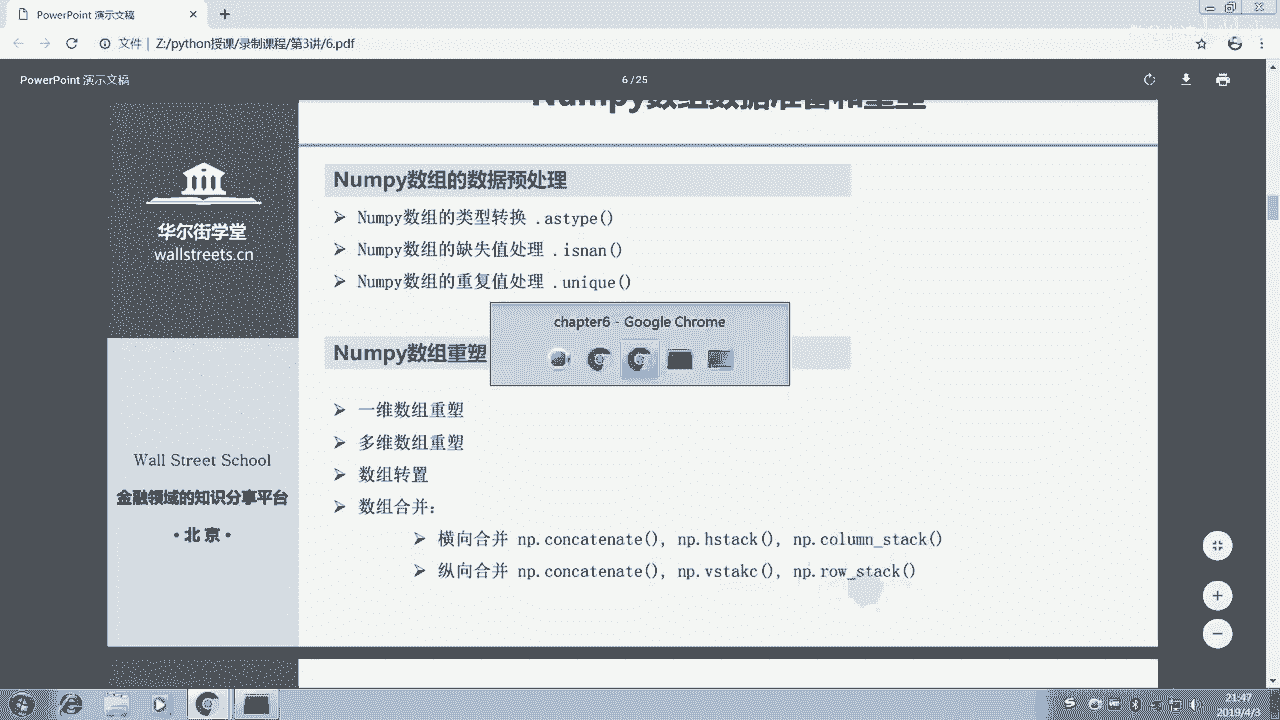 PowerPoint 演示文稿
文件 | Z:/python授课/录制课程/第3讲/6.pdf
PowerPoint 演示文稿
6 / 25
Numpy数组数据准备和重塑
华尔街学堂
wallstreets.cn
Wall Street School
金融领域的知识分享平台
·北 京·
Numpy数组的数据预处理
Numpy数组的类型转换 .astype()
Numpy数组的缺失值处理 .isnan()
Numpy数组的重复值处理 .unique()
chapter6 - Google Chrome
Numpy数组重塑
一维数组重塑
多维数组重塑
数组转置
数组合并：
横向合并 np.concatenate(), np.hstack(), np.column_stack()
纵向合并 np.concatenate(), np.vstakc(), np.row_stack()
21:47
2019/4/3